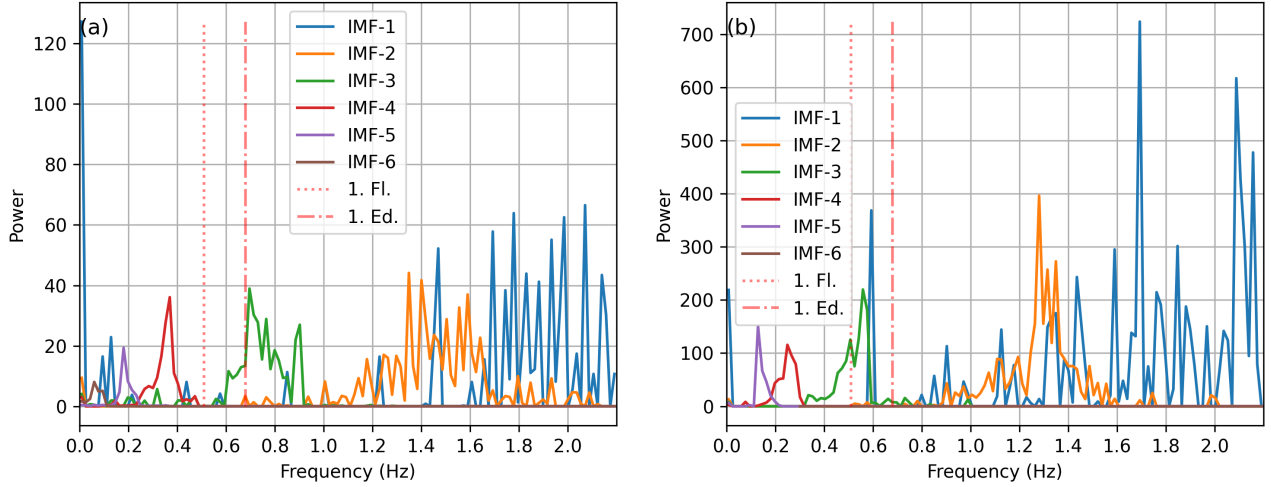 (a)
Power
120
100
80
60
40
20
0
IMF-1
IMF-2
IMF-3
IMF-4
IMF-5
IMF-6
1. Fl.
1. Ed.
0.0 0.2 0.4 0.6 0.8 1.0 1.2 1.4 1.6 1.8 2.0
Frequency (Hz)
(b)
Power
700
600
500
400
300
200
100
0
IMF-1
IMF-2
IMF-3
IMF-4
IMF-5
IMF-6
1. Fl.
1. Ed.
0.0 0.2 0.4 0.6 0.8 1.0 1.2 1.4 1.6 1.8 2.0
Frequency (Hz)